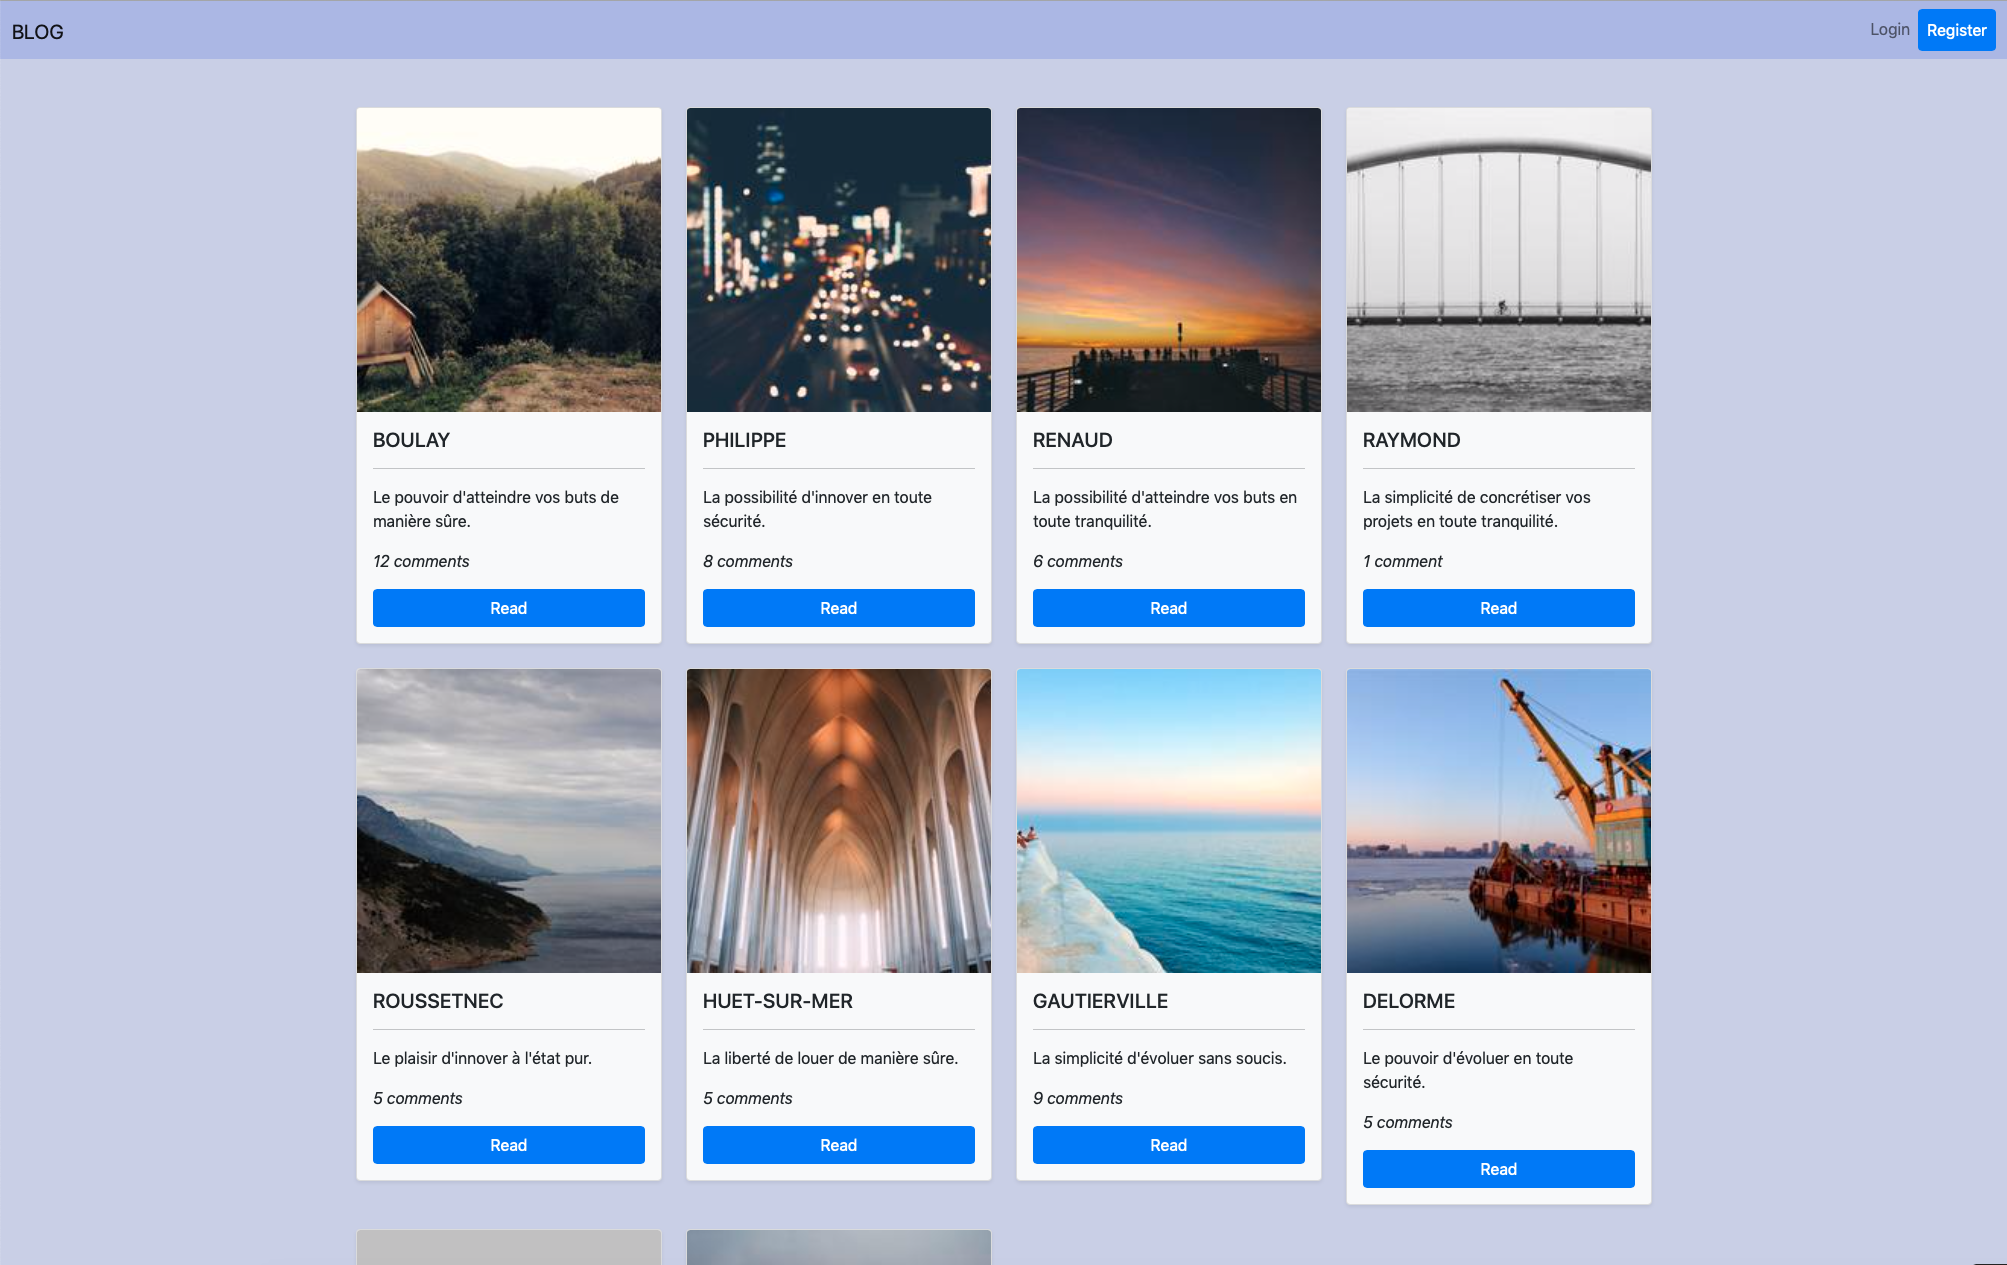 BLOG
Login
Register
BOULAY
Le pouvoir d'atteindre vos buts de
manière sûre.
12 comments
Read
PHILIPPE
La possibilité d'innover en toute
sécurité.
8 comments
Read
RENAUD
La possibilité d'atteindre vos buts en
toute tranquilité.
6 comments
Read
RAYMOND
La simplicité de concrétiser vos
projets en toute tranquilité.
1 comment
Read
ROUSSETNEC
Le plaisir d'innover à l'état pur.
5 comments
Read
HUET-SUR-MER
La liberté de louer de manière sûre.
5 comments
Read
GAUTIERVILLE
La simplicité d'évoluer sans soucis.
9 comments
Read
DELORME
Le pouvoir d'évoluer en toute
sécurité.
5 comments
Read